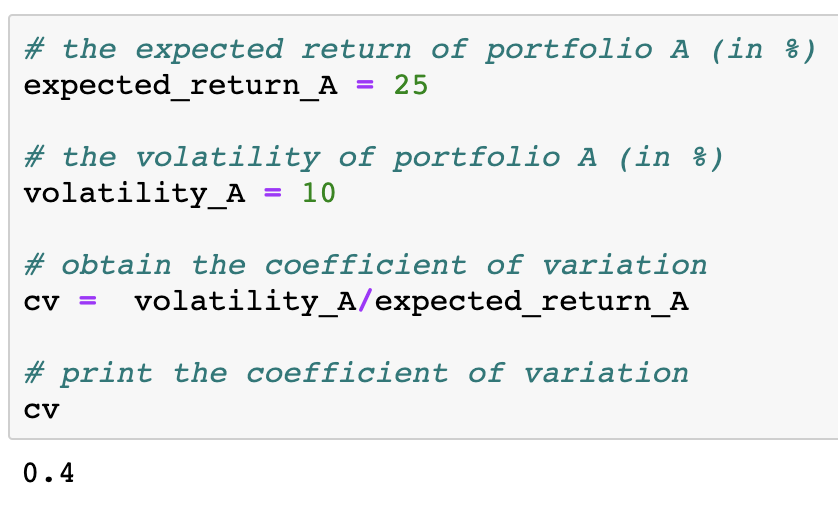 # the expected return of portfolio A (in %)
expected_return_A = 25
# the volatility of portfolio A (in %)
volatility_A = 10
# obtain the coefficient of variation
cv =  volatility_A/expected_return_A
# print the coefficient of variation
cv
0.4